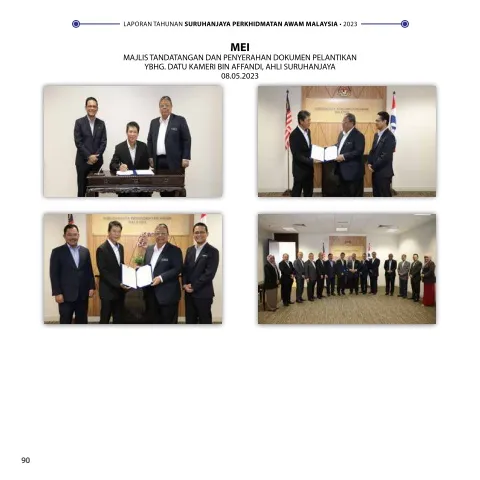 LAPORAN TAHUNAN SURUHANJAYA PERKHIDMATAN AWAM MALAYSIA • 2023
MEI
MAJLIS TANDATANGAN DAN PENYERAHAN DOKUMEN PELANTIKAN
YBHG. DATU KAMERI BIN AFFANDI, AHLI SURUHANJAYA
08.05.2023
90